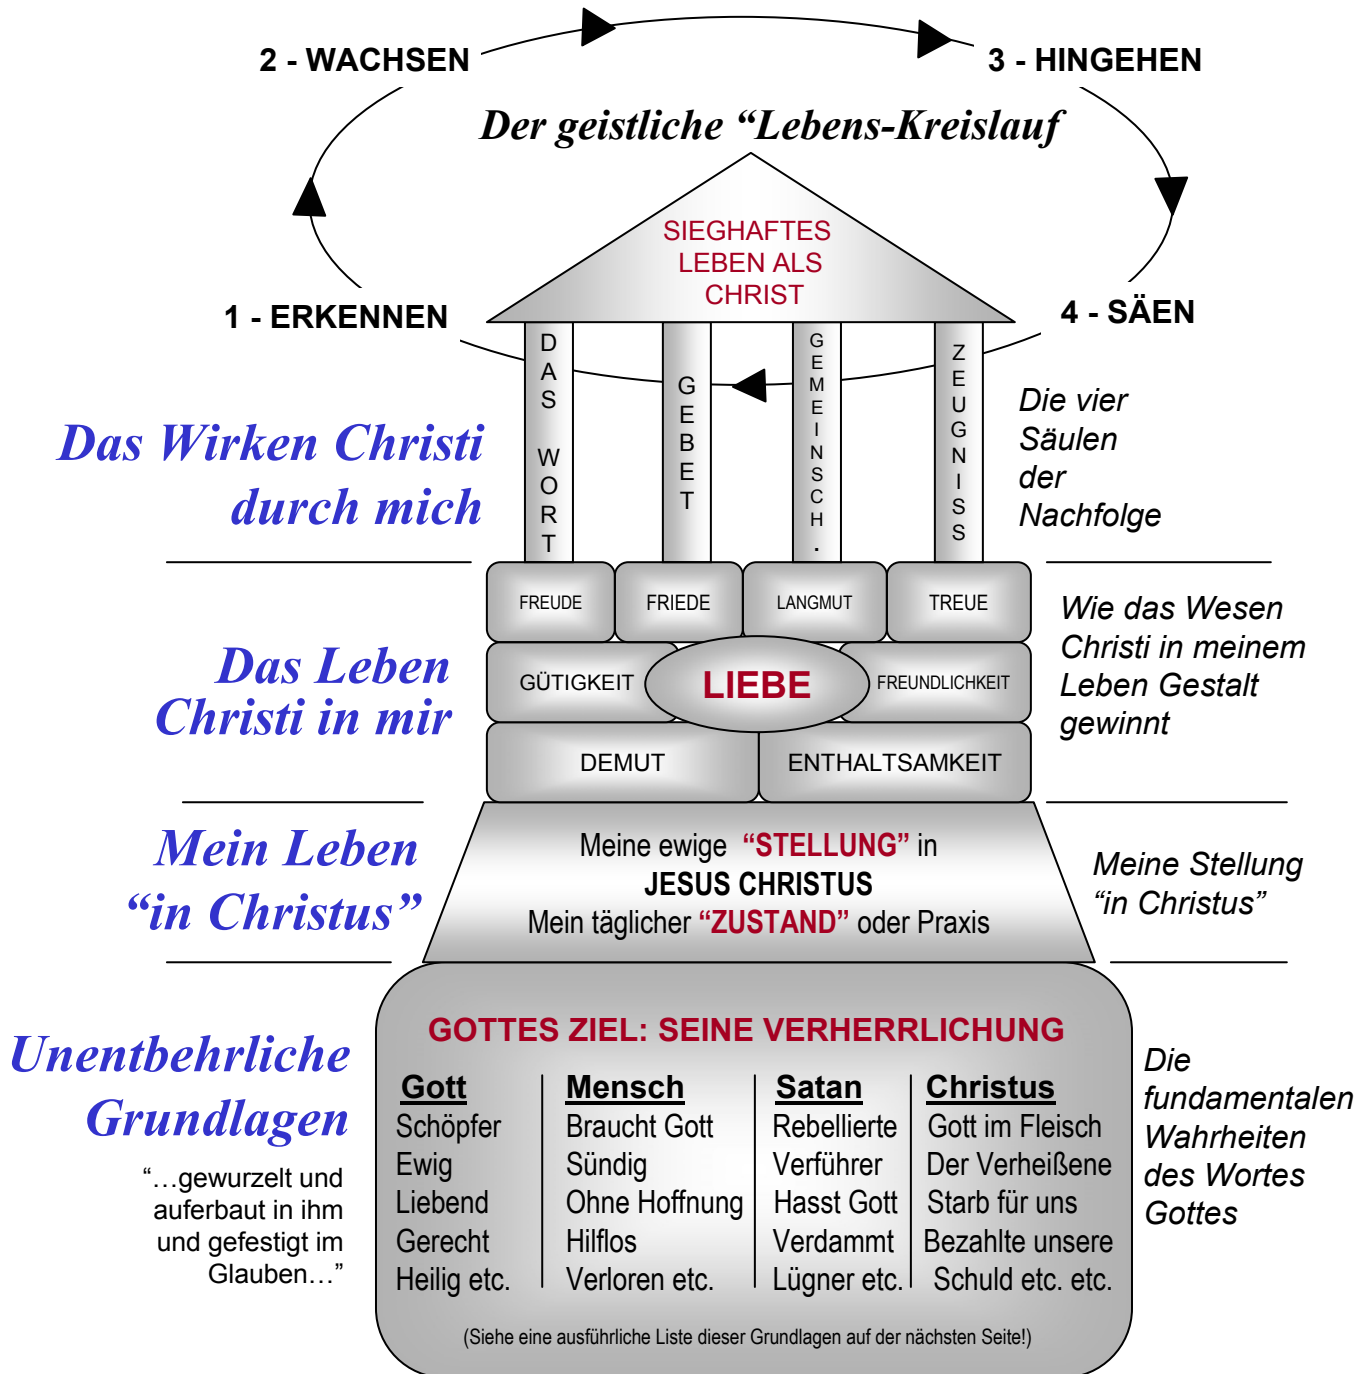 2 - WACHSEN
3 - HINGEHEN
Der geistliche “Lebens-Kreislauf
SIEGHAFTES
LEBEN ALS
CHRIST
1 - ERKENNEN
4 - SÄEN
DAS WORT
GEBET
GEMEINSCH.
ZEUGNISS
Das Wirken Christi
durch mich
Die vier
Säulen
der
Nachfolge
FREUDE
FRIEDE
LANGMUT
TREUE
GÜTIGKEIT
LIEBE
FREUNDLICHKEIT
DEMUT
ENTHALTSAMKEIT
Das Leben
Christi in mir
Wie das Wesen
Christi in meinem
Leben Gestalt
gewinnt
Mein Leben
“in Christus”
Meine ewige “STELLUNG” in
JESUS CHRISTUS
Mein täglicher “ZUSTAND” oder Praxis
Meine Stellung
“in Christus”
Unentbehrliche
Grundlagen
“…gewurzelt und
auferbaut in ihm
und gefestigt im
Glauben…”
GOTTES ZIEL: SEINE VERHERRLICHUNG
Gott
Schöpfer
Ewig
Liebend
Gerecht
Heilig etc.
Mensch
Braucht Gott
Sündig
Ohne Hoffnung
Hilflos
Verloren etc.
Satan
Rebellierte
Verführer
Hasst Gott
Verdammt
Lügner etc.
Christus
Gott im Fleisch
Der Verheißene
Starb für uns
Bezahlte unsere
Schuld etc. etc.
(Siehe eine ausführliche Liste dieser Grundlagen auf der nächsten Seite!)
Die
fundamentalen
Wahrheiten
des Wortes
Gottes